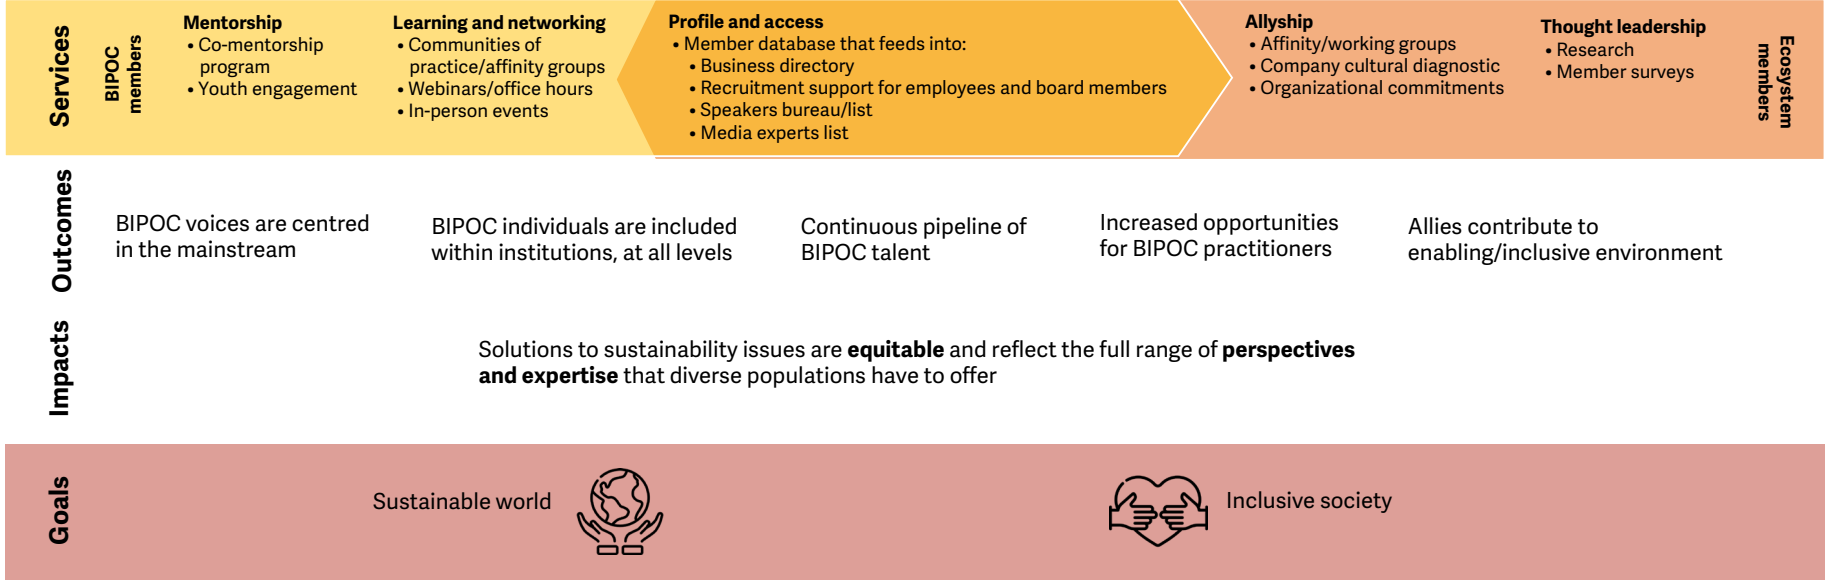 Services
BIPOC
members
Mentorship
• Co-mentorship
program
• Youth engagement
Learning and networking
• Communities of
practice/affinity groups
• Webinars/office hours
• In-person events
Profile and access
• Member database that feeds into:
• Business directory
• Recruitment support for employees and board members
• Speakers bureau/list
• Media experts list
Allyship
• Affinity/working groups
• Company cultural diagnostic
• Organizational commitments
Thought leadership
• Research
• Member surveys
Ecosystem
members
Outcomes
BIPOC voices are centred
in the mainstream
BIPOC individuals are included
within institutions, at all levels
Continuous pipeline of
BIPOC talent
Increased opportunities
for BIPOC practitioners
Allies contribute to
enabling/inclusive environment
Impacts
Solutions to sustainability issues are equitable and reflect the full range of perspectives
and expertise that diverse populations have to offer
Goals
Sustainable world
Inclusive society